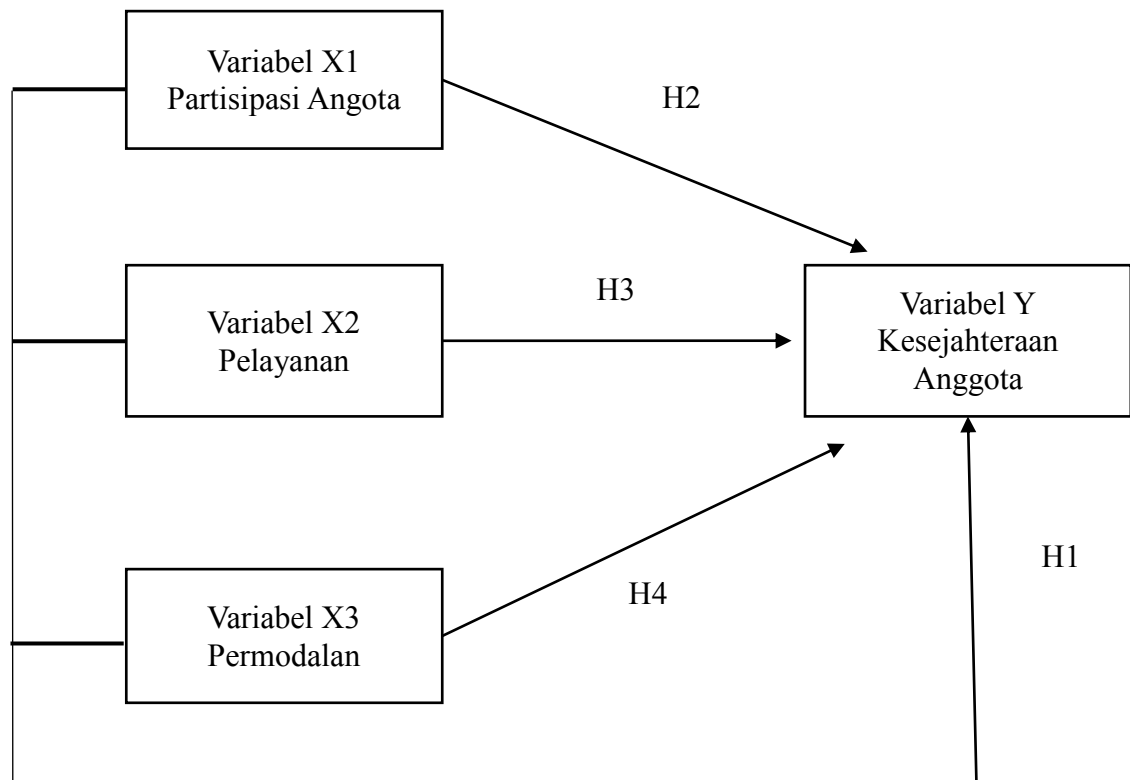 Variabel X1
Partisipasi Angota
H2
Variabel X2
Pelayanan
H3
Variabel Y
Kesejahteraan
Anggota
Variabel X3
Permodalan
H4
H1